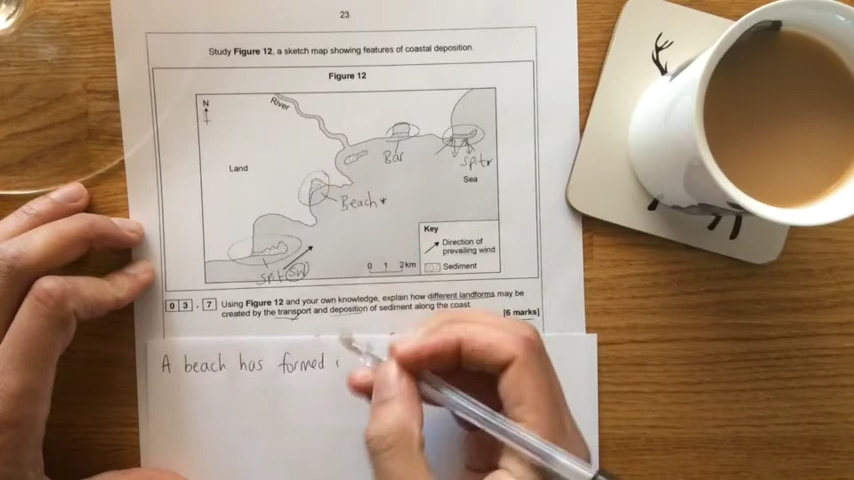 23
Study Figure 12, a sketch map showing features of coastal deposition.
Figure 12
N
River
Land
Bar
Spit
Sea
Beach*
Key
Direction of
prevailing wind
Sediment
0 1 2km
Spit
SW
0 3 . 7 Using Figure 12 and your own knowledge, explain how different landforms may be
created by the transport and deposition of sediment along the coast.
[6 marks]
A beach has formed i